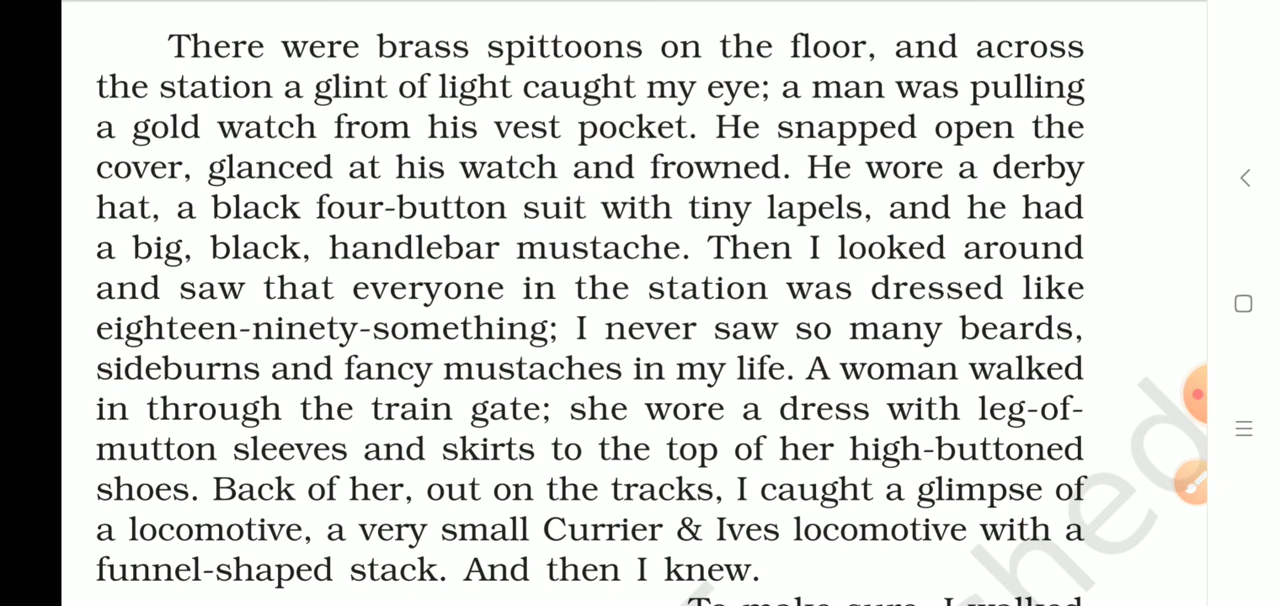 There were brass spittoons on the floor, and across
the station a glint of light caught my eye; a man was pulling
a gold watch from his vest pocket. He snapped open the
cover, glanced at his watch and frowned. He wore a derby
hat, a black four-button suit with tiny lapels, and he had
a big, black, handlebar mustache. Then I looked around
and saw that everyone in the station was dressed like
eighteen-ninety-something; I never saw so many beards,
sideburns and fancy mustaches in my life. A woman walked
in through the train gate; she wore a dress with leg-of-
mutton sleeves and skirts to the top of her high-buttoned
shoes. Back of her, out on the tracks, I caught a glimpse of
a locomotive, a very small Currier & Ives locomotive with a
funnel-shaped stack. And then I knew.
To make sure, I walked